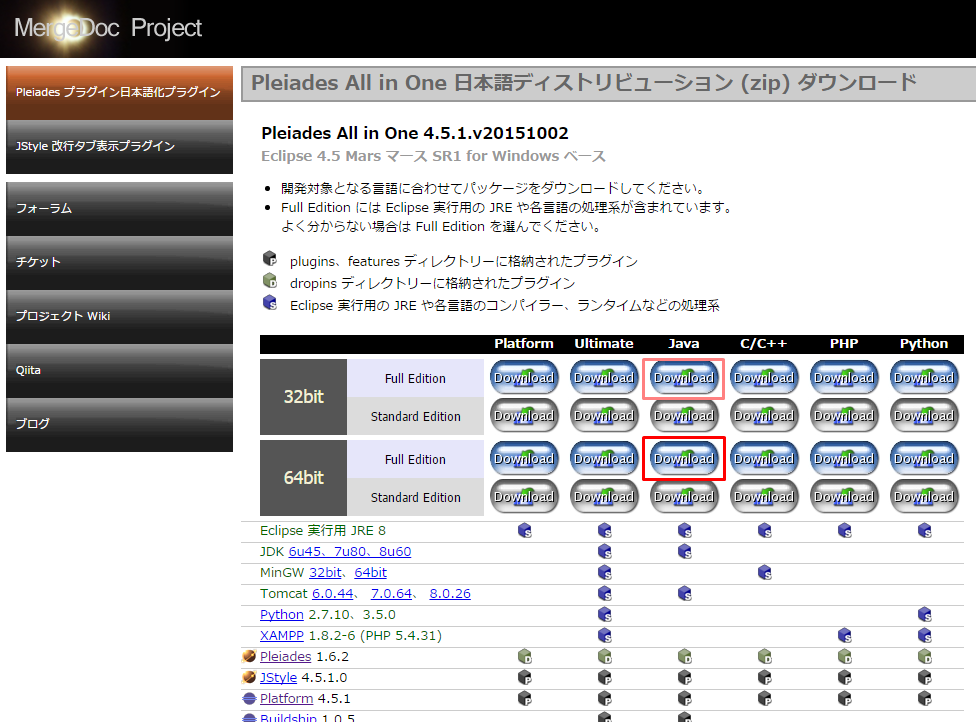 MergeDoc Project
Pleiades プラグイン日本語化プラグイン
JStyle 改行タブ表示プラグイン
フォーラム
チケット
プロジェクト Wiki
Qiita
ブログ
Pleiades All in One 日本語ディストリビューション (zip) ダウンロード
Pleiades All in One 4.5.1.v20151002
Eclipse 4.5 Mars マース SR1 for Windows ベース
開発対象となる言語に合わせてパッケージをダウンロードしてください。
Full Edition には Eclipse 実行用の JRE や各言語の処理系が含まれています。
よく分からない場合は Full Edition を選んでください。
P plugins、features ディレクトリーに格納されたプラグイン
D dropins ディレクトリーに格納されたプラグイン
S Eclipse 実行用の JRE や各言語のコンパイラー、ランタイムなどの処理系
Platform Ultimate Java C/C++ PHP Python
32bit
Full Edition Download Download Download Download Download Download
Standard Edition Download Download Download Download Download Download
64bit
Full Edition Download Download Download Download Download Download
Standard Edition Download Download Download Download Download Download
Eclipse 実行用 JRE 8 S S S S S S
JDK 6u45、7u80、8u60 S S
MinGW 32bit、64bit S S
Tomcat 6.0.44、 7.0.64、 8.0.26 S S
Python 2.7.10、3.5.0 S S
XAMPP 1.8.2-6 (PHP 5.4.31) S S S
Pleiades 1.6.2 D D D D D D
JStyle 4.5.1.0 P P P P P P
Platform 4.5.1 P P P P P P
Buildship 1.0.5